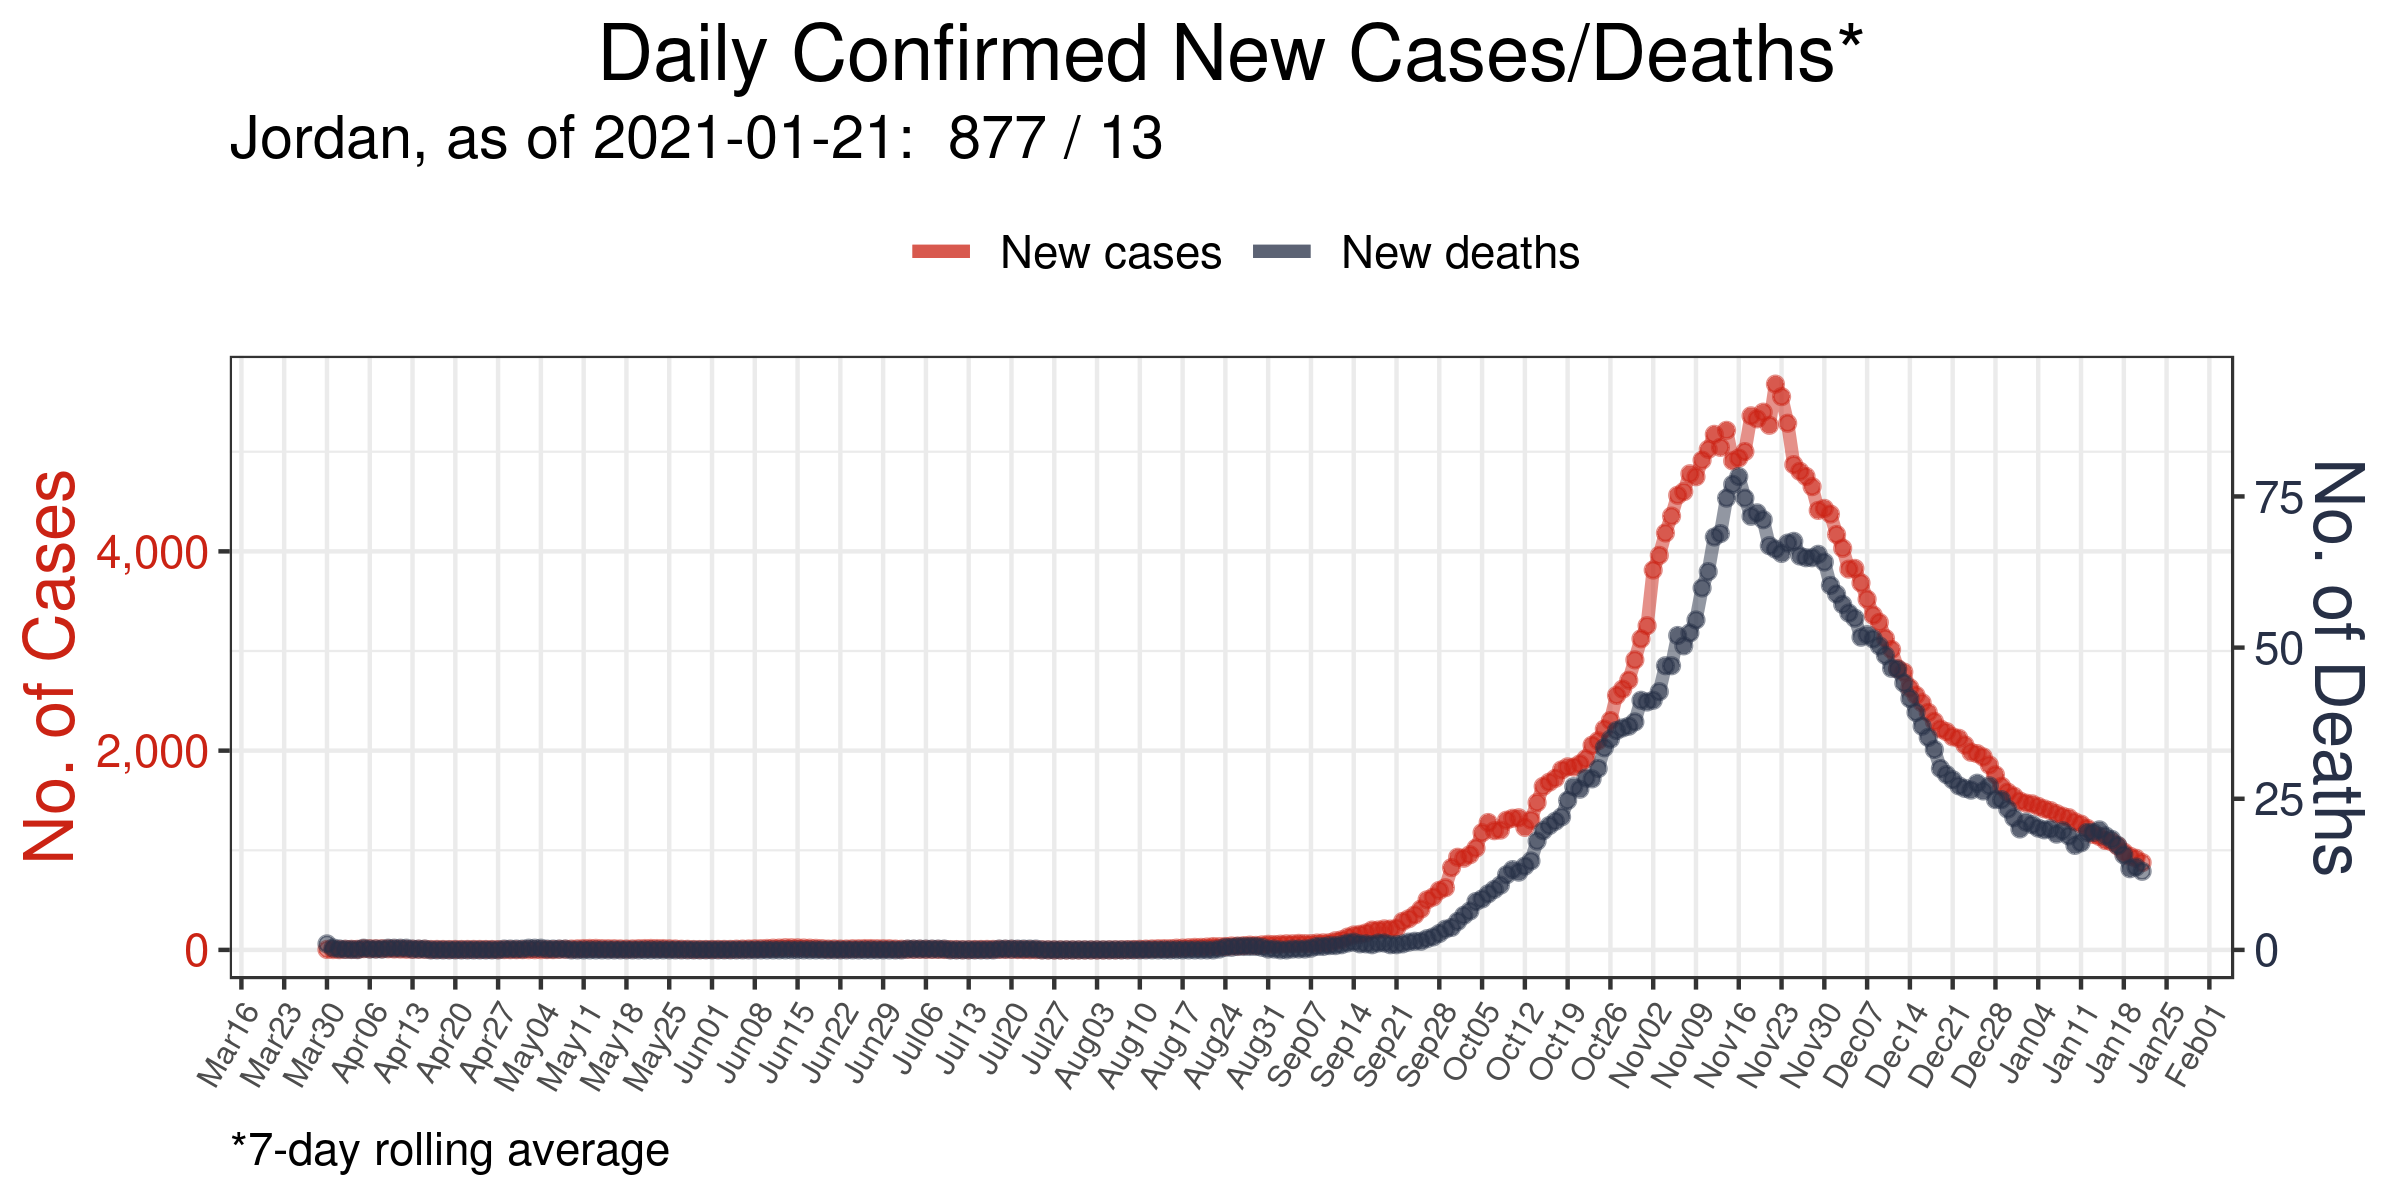 Daily Confirmed New Cases/Deaths*
Jordan, as of 2021-01-21:  877 / 13
New cases
New deaths
No. of Cases
4,000
2,000
0
75
50
25
0
No. of Deaths
Mar16
Mar23
Mar30
Apr06
Apr13
Apr20
Apr27
May04
May11
May18
May25
Jun01
Jun08
Jun15
Jun22
Jun29
Jul06
Jul13
Jul20
Jul27
Aug03
Aug10
Aug17
Aug24
Aug31
Sep07
Sep14
Sep21
Sep28
Oct05
Oct12
Oct19
Oct26
Nov02
Nov09
Nov16
Nov23
Nov30
Dec07
Dec14
Dec21
Dec28
Jan04
Jan11
Jan18
Jan25
Feb01
*7-day rolling average